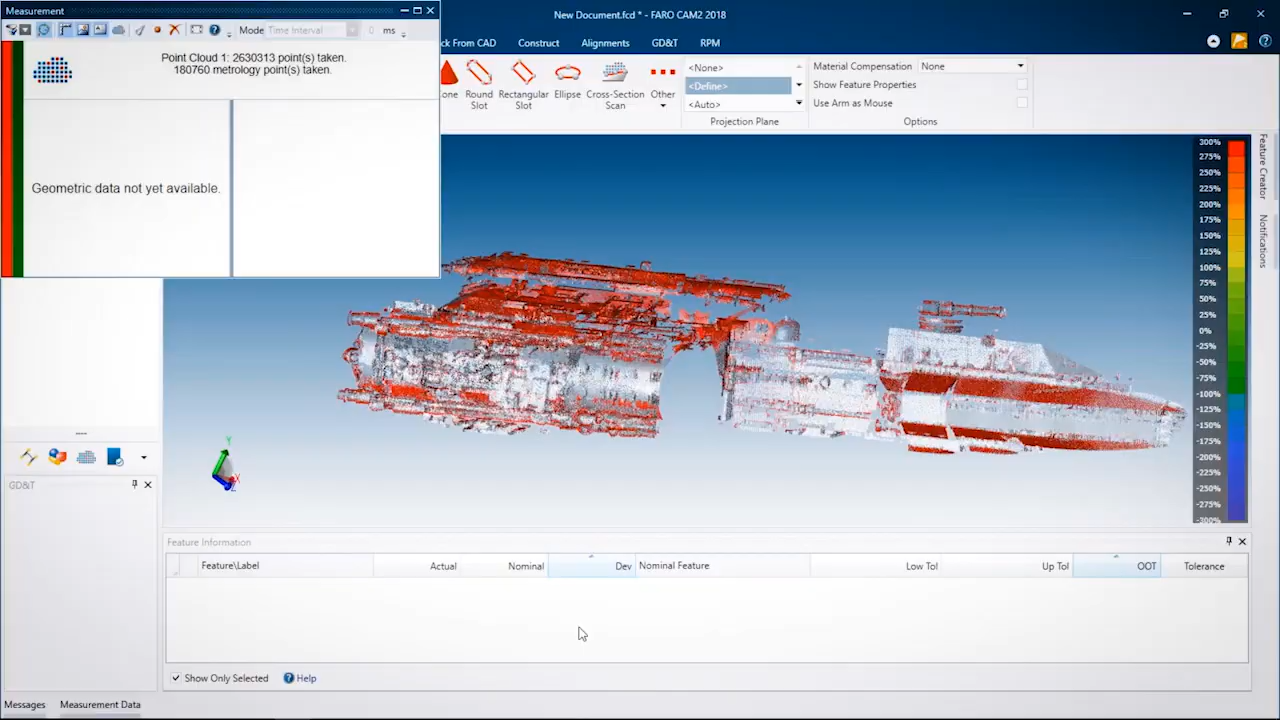 Measurement
New Document.fcd * - FARO CAM2 2018
Mode Time Interval 0 ms
Point Cloud 1: 2630313 point(s) taken.
180760 metrology point(s) taken.
Geometric data not yet available.
ck From CAD Construct Alignments GD&T RPM
one
Round Slot
Rectangular Slot
Ellipse
Cross-Section Scan
Other
<None>
<Define>
<Auto>
Projection Plane
Material Compensation None
Show Feature Properties
Use Arm as Mouse
Options
300%
275%
250%
225%
200%
175%
150%
125%
100%
75%
50%
25%
0%
-25%
-50%
-75%
-100%
-125%
-150%
-175%
-200%
-225%
-250%
-275%
-300%
Feature Creator
Notifications
Y
X
Z
GD&T
Feature Information
Feature\Label Actual Nominal Dev Nominal Feature Low Tol Up Tol OOT Tolerance
Show Only Selected Help
Messages Measurement Data